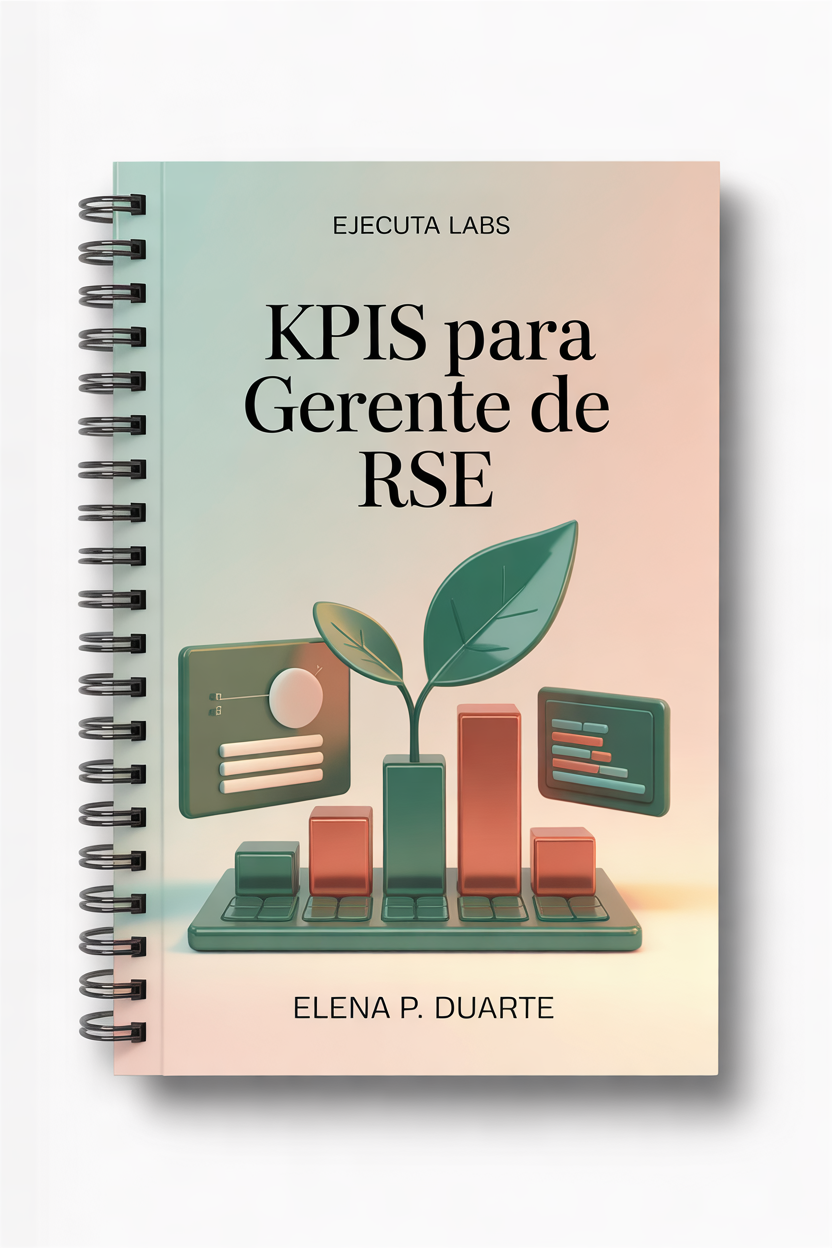 EJECUTA LABS
KPIS para
Gerente de
RSE
ELENA P. DUARTE